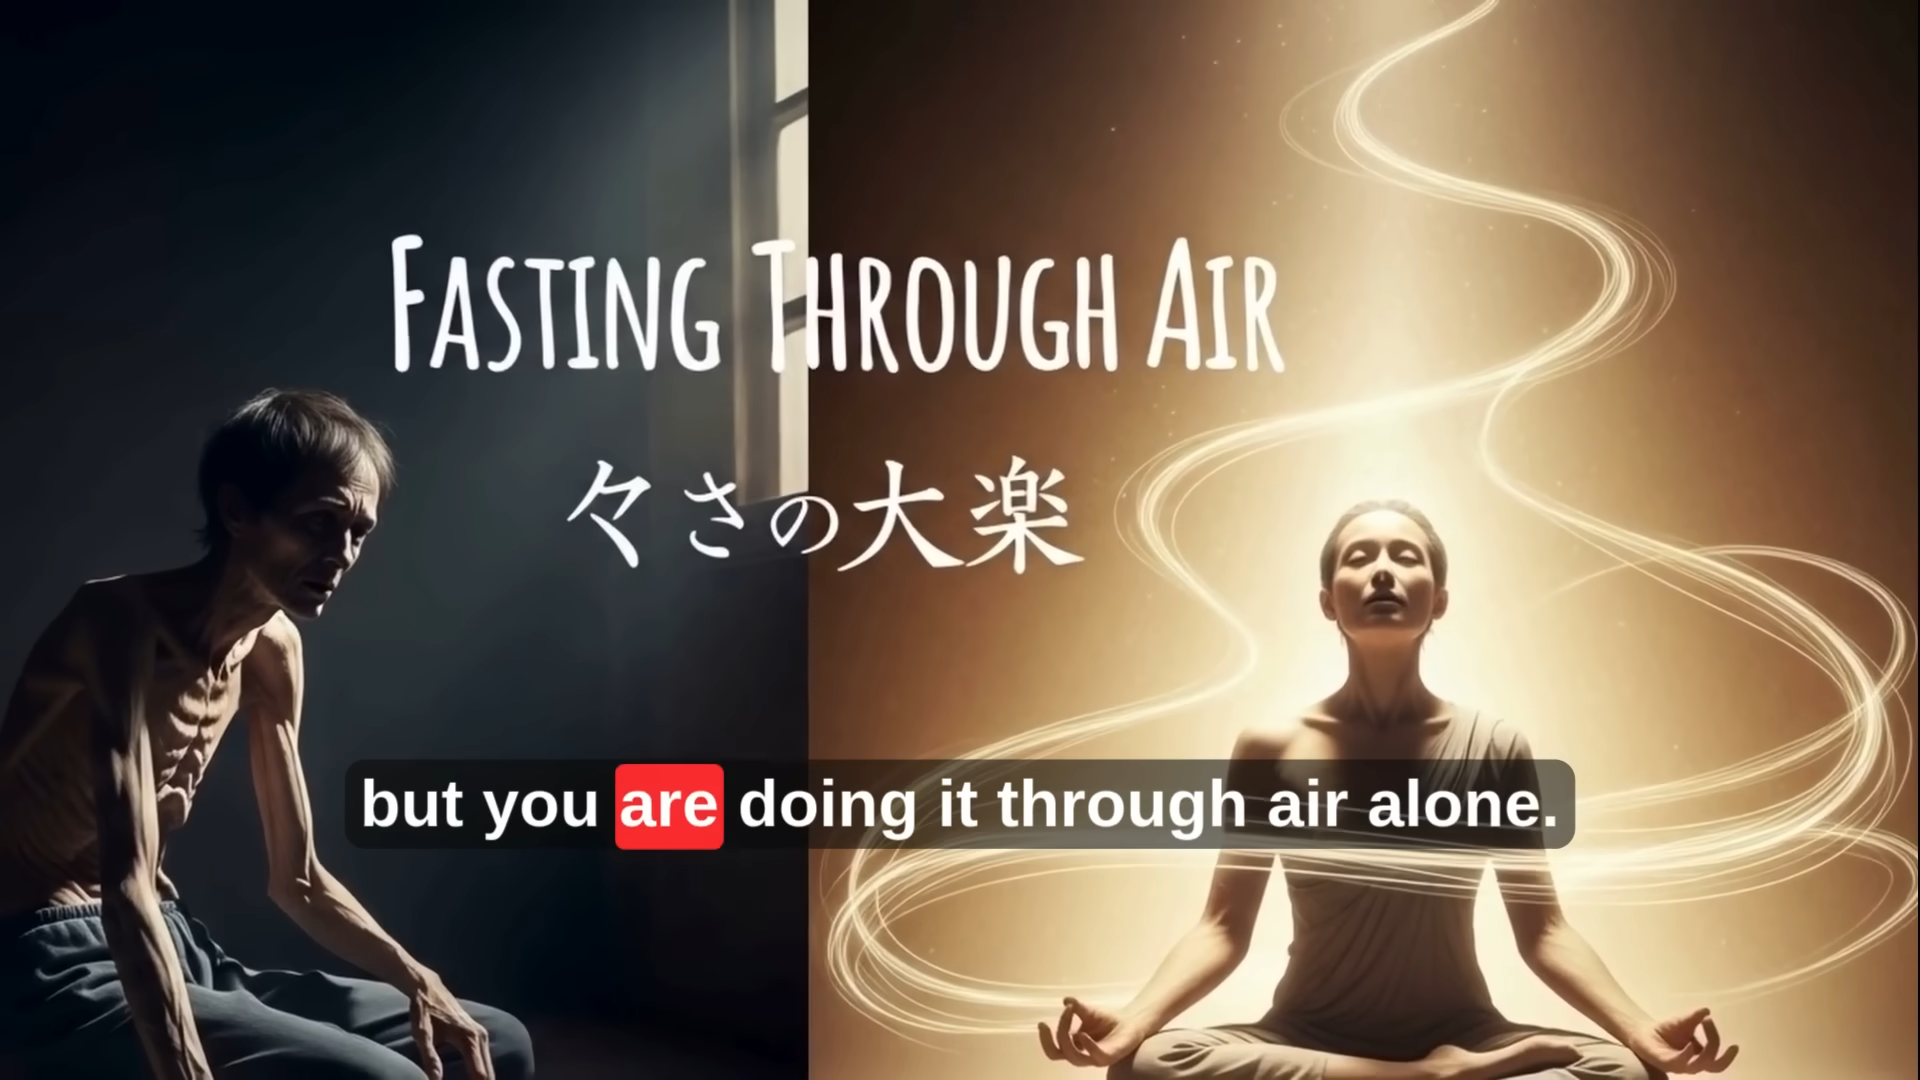 FASTING THROUGH AIR
々さの大楽
but you are doing it through air alone.